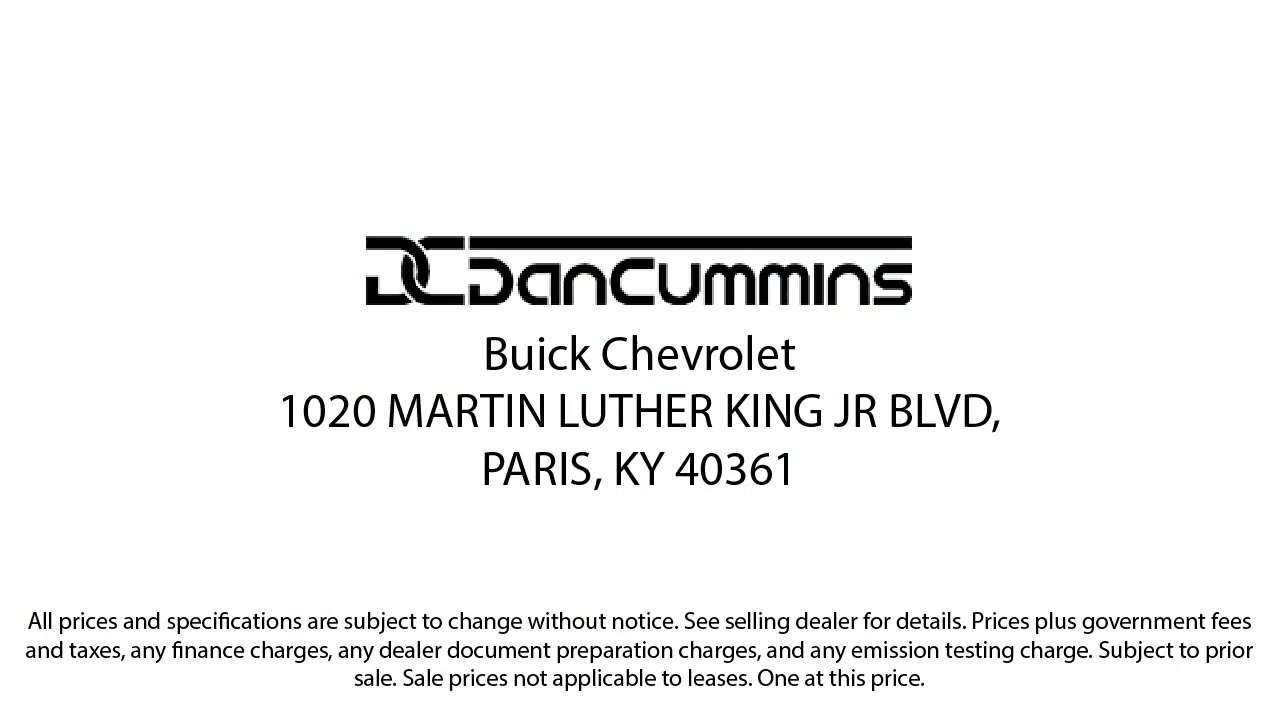 DC DanCummins
Buick Chevrolet
1020 MARTIN LUTHER KING JR BLVD,
PARIS, KY 40361
All prices and specifications are subject to change without notice. See selling dealer for details. Prices plus government fees
and taxes, any finance charges, any dealer document preparation charges, and any emission testing charge. Subject to prior
sale. Sale prices not applicable to leases. One at this price.